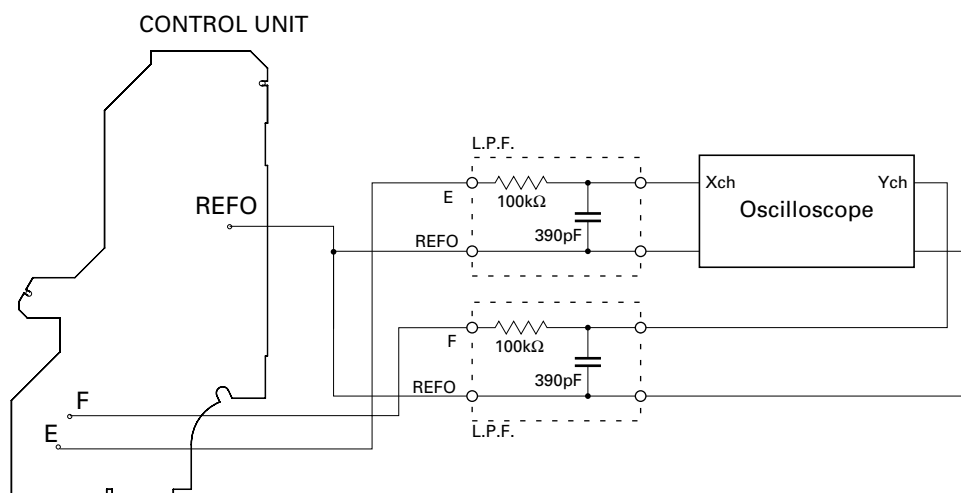 CONTROL UNIT
REFO
F
E
L.P.F.
E
100kΩ
390pF
REFO
Xch
Ych
Oscilloscope
F
100kΩ
390pF
REFO
L.P.F.